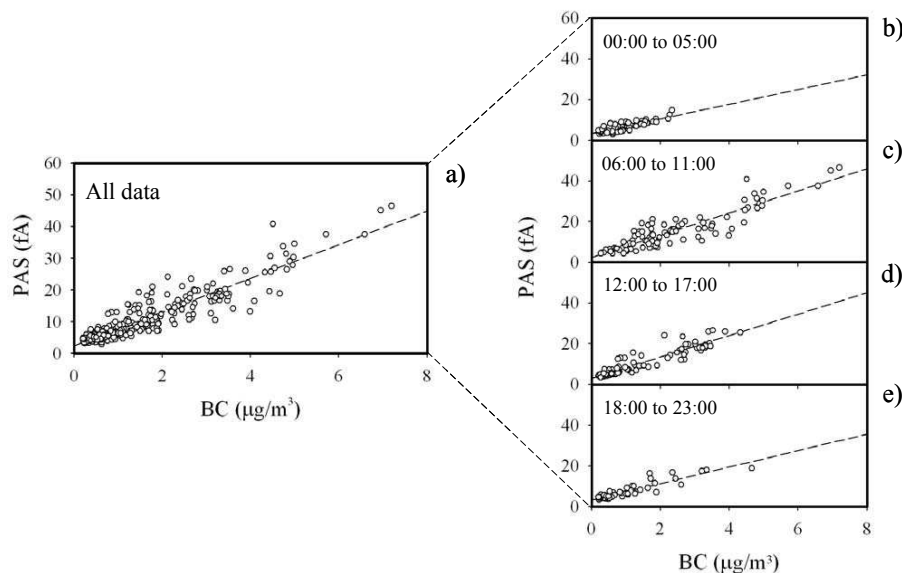 a)
All data
PAS (fA)
60
50
40
30
20
10
0
0 2 4 6 8
BC (μg/m³)
b)
00:00 to 05:00
60
40
20
0
c)
06:00 to 11:00
40
20
0
PAS (fA)
d)
12:00 to 17:00
40
20
0
e)
18:00 to 23:00
40
20
0
0 2 4 6 8
BC (μg/m³)